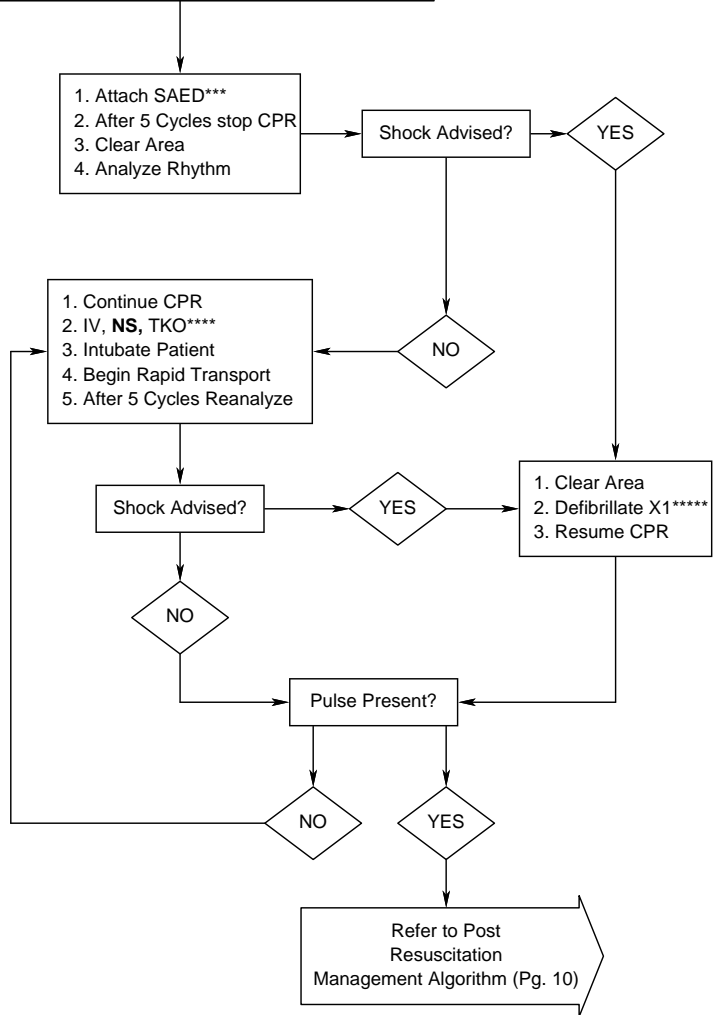 1. Attach SAED***
2. After 5 Cycles stop CPR
3. Clear Area
4. Analyze Rhythm
Shock Advised?
YES
NO
1. Continue CPR
2. IV, NS, TKO****
3. Intubate Patient
4. Begin Rapid Transport
5. After 5 Cycles Reanalyze
Shock Advised?
YES
1. Clear Area
2. Defibrillate X1*****
3. Resume CPR
NO
Pulse Present?
NO
YES
Refer to Post
Resuscitation
Management Algorithm (Pg. 10)